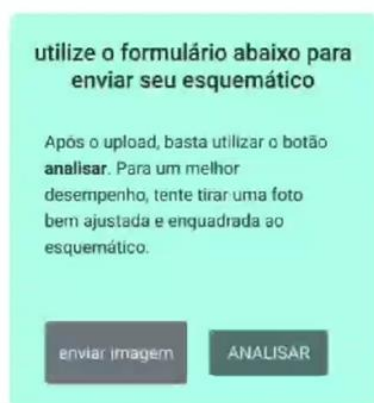 utilize o formulário abaixo para
enviar seu esquemático
Após o upload, basta utilizar o botão
analisar. Para um melhor
desempenho, tente tirar uma foto
bem ajustada e enquadrada ao
esquemático.
enviar imagem
ANALISAR